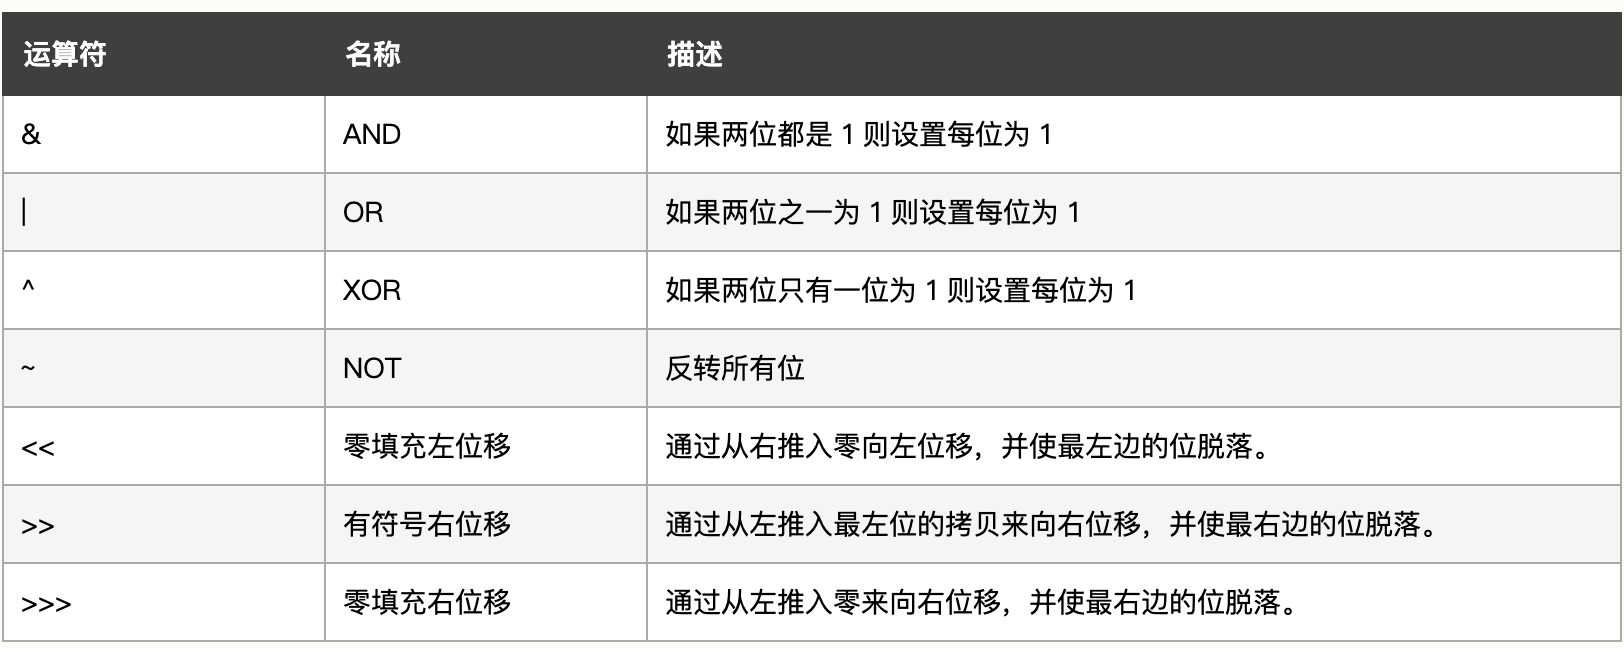 运算符 名称 描述
& AND 如果两位都是 1 则设置每位为 1
| OR 如果两位之一为 1 则设置每位为 1
^ XOR 如果两位只有一位为 1 则设置每位为 1
~ NOT 反转所有位
<< 零填充左位移 通过从右推入零向左位移，并使最左边的位脱落。
>> 有符号右位移 通过从左推入最左位的拷贝来向右位移，并使最右边的位脱落。
>>> 零填充右位移 通过从左推入零来向右位移，并使最右边的位脱落。